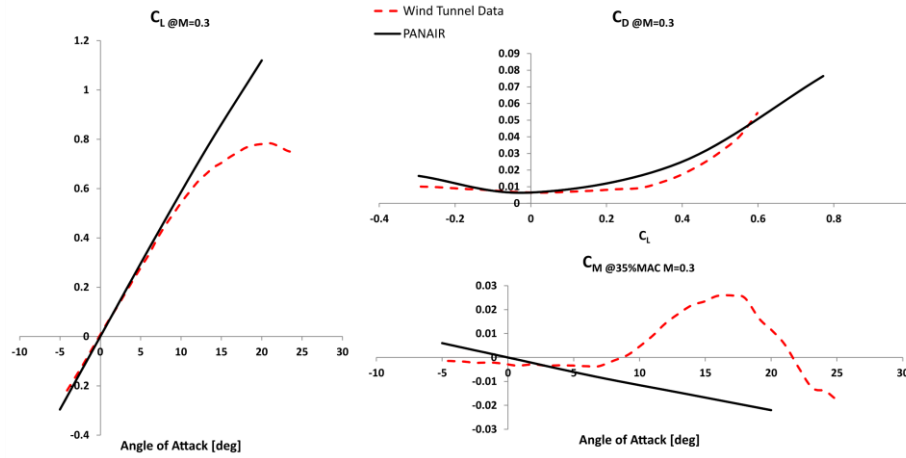 C_L @M=0.3
1.2
1
0.8
0.6
0.4
0.2
0
-0.2
-0.4
-10 -5 0 5 10 15 20 25 30
Angle of Attack [deg]
Wind Tunnel Data
PANAIR
C_D @M=0.3
0.09
0.08
0.07
0.06
0.05
0.04
0.03
0.02
0.01
0
-0.4 -0.2 0 0.2 0.4 0.6 0.8
C_L
C_M @35%MAC M=0.3
0.03
0.02
0.01
0
-0.01
-0.02
-0.03
-10 -5 0 5 10 15 20 25 30
Angle of Attack [deg]